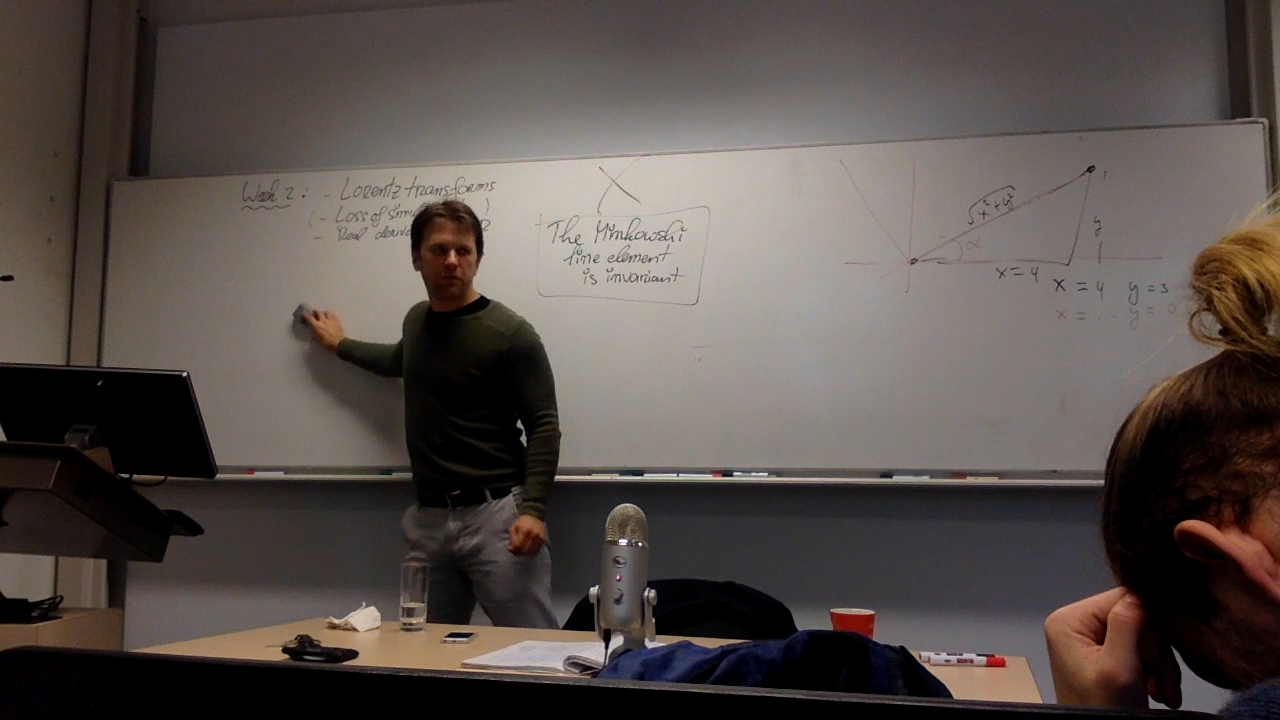 Week 2: - Lorentz transforms
- Loss of
- Real
The Minkowski
line element
is invariant
√x²+y²
α
y
x=4
x = 4 y = 3
x = ... y =